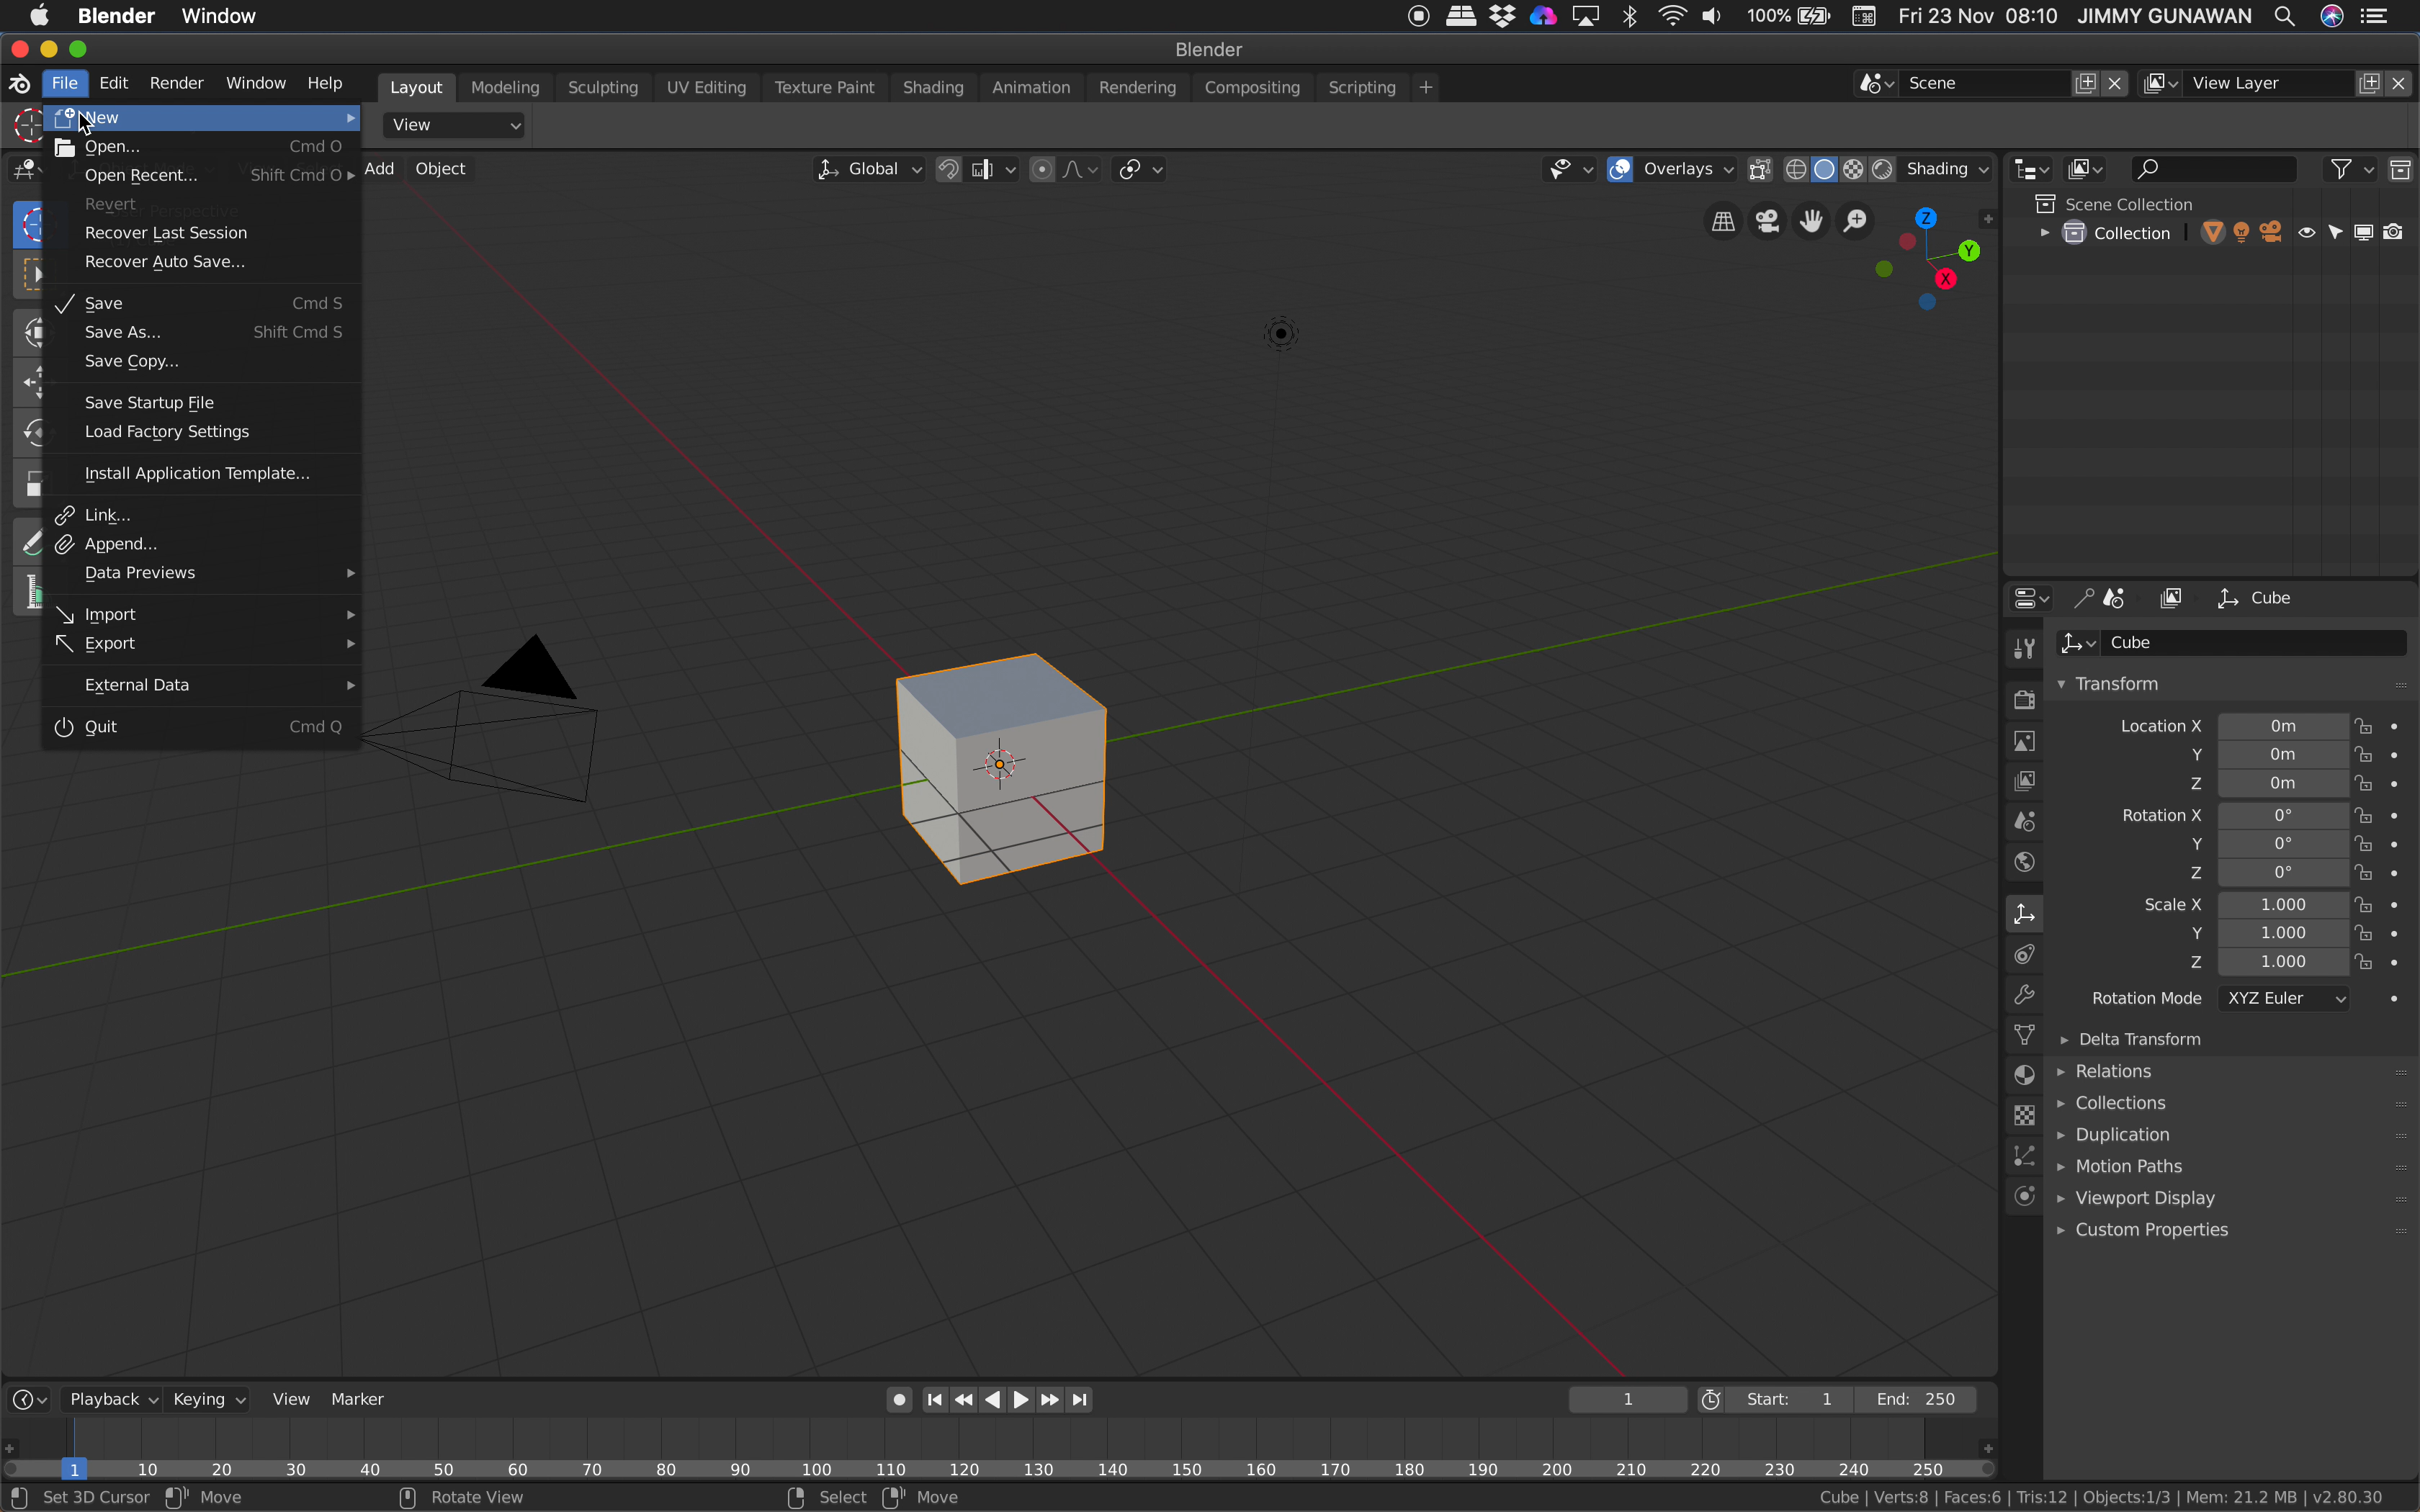 Blender Window 100% Fri 23 Nov 08:10 JIMMY GUNAWAN
Blender
File Edit Render Window Help Layout Modeling Sculpting UV Editing Texture Paint Shading Animation Rendering Compositing Scripting + Scene View Layer
New
View
Open... Cmd O
Add Object Global Overlays Shading
Open Recent... Shift Cmd O
Revert
User Perspective
Recover Last Session
Recover Auto Save...
Save Cmd S
Save As... Shift Cmd S
Save Copy...
Save Startup File
Load Factory Settings
Install Application Template...
Link...
Append...
Data Previews
Import
Export
External Data
Quit Cmd Q
Z
Y
X
Scene Collection
Collection
Cube
Cube
Transform
Location X 0m
Y 0m
Z 0m
Rotation X 0°
Y 0°
Z 0°
Scale X 1.000
Y 1.000
Z 1.000
Rotation Mode XYZ Euler
Delta Transform
Relations
Collections
Duplication
Motion Paths
Viewport Display
Custom Properties
Playback Keying View Marker 1 Start: 1 End: 250
1 10 20 30 40 50 60 70 80 90 100 110 120 130 140 150 160 170 180 190 200 210 220 230 240 250
Set 3D Cursor Move Rotate View Select Move Cube | Verts:8 | Faces:6 | Tris:12 | Objects:1/3 | Mem: 21.2 MB | v2.80.30